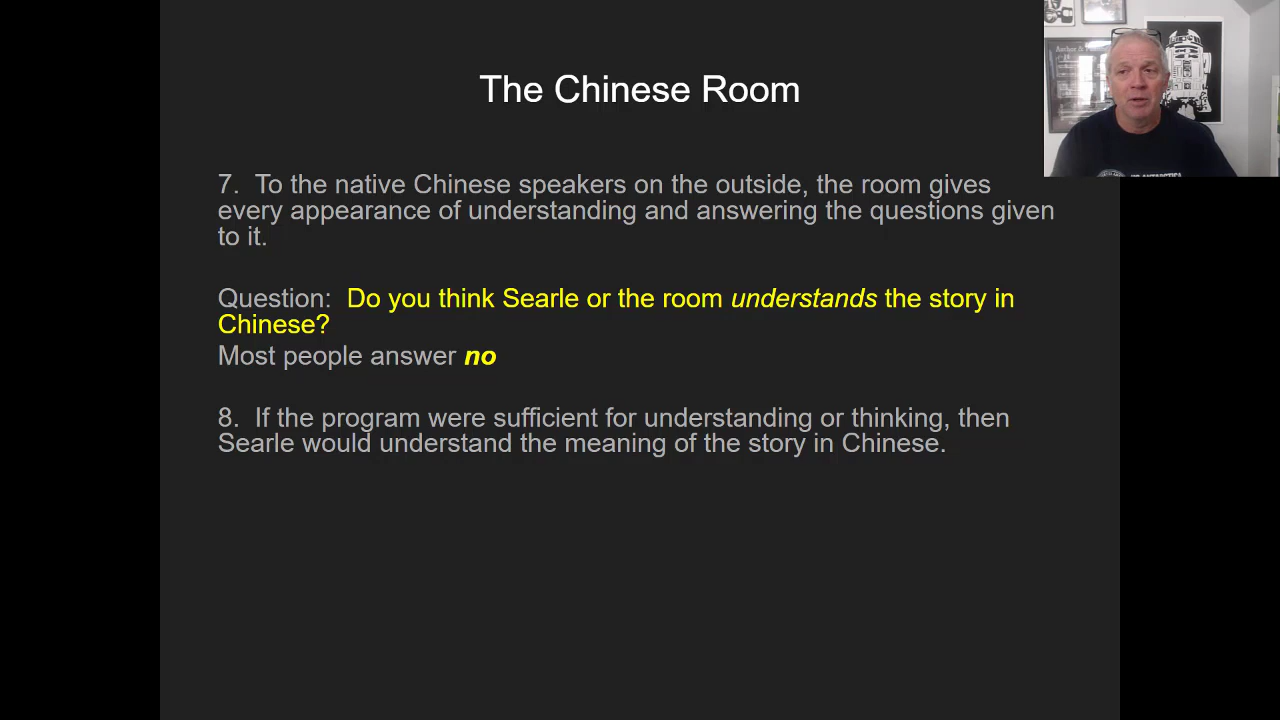 The Chinese Room
7. To the native Chinese speakers on the outside, the room gives
every appearance of understanding and answering the questions given
to it.
Question: Do you think Searle or the room understands the story in
Chinese?
Most people answer no
8. If the program were sufficient for understanding or thinking, then
Searle would understand the meaning of the story in Chinese.